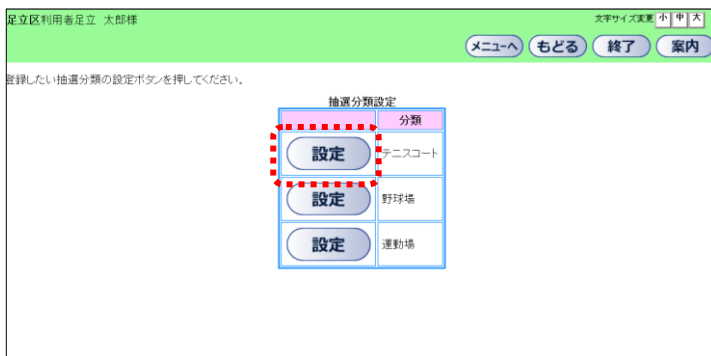 足立区利用者足立 太郎様
文字サイズ変更 小 中 大
メニューへ もどる 終了 案内
登録したい抽選分類の設定ボタンを押してください。
抽選分類設定
分類
設定 テニスコート
設定 野球場
設定 運動場